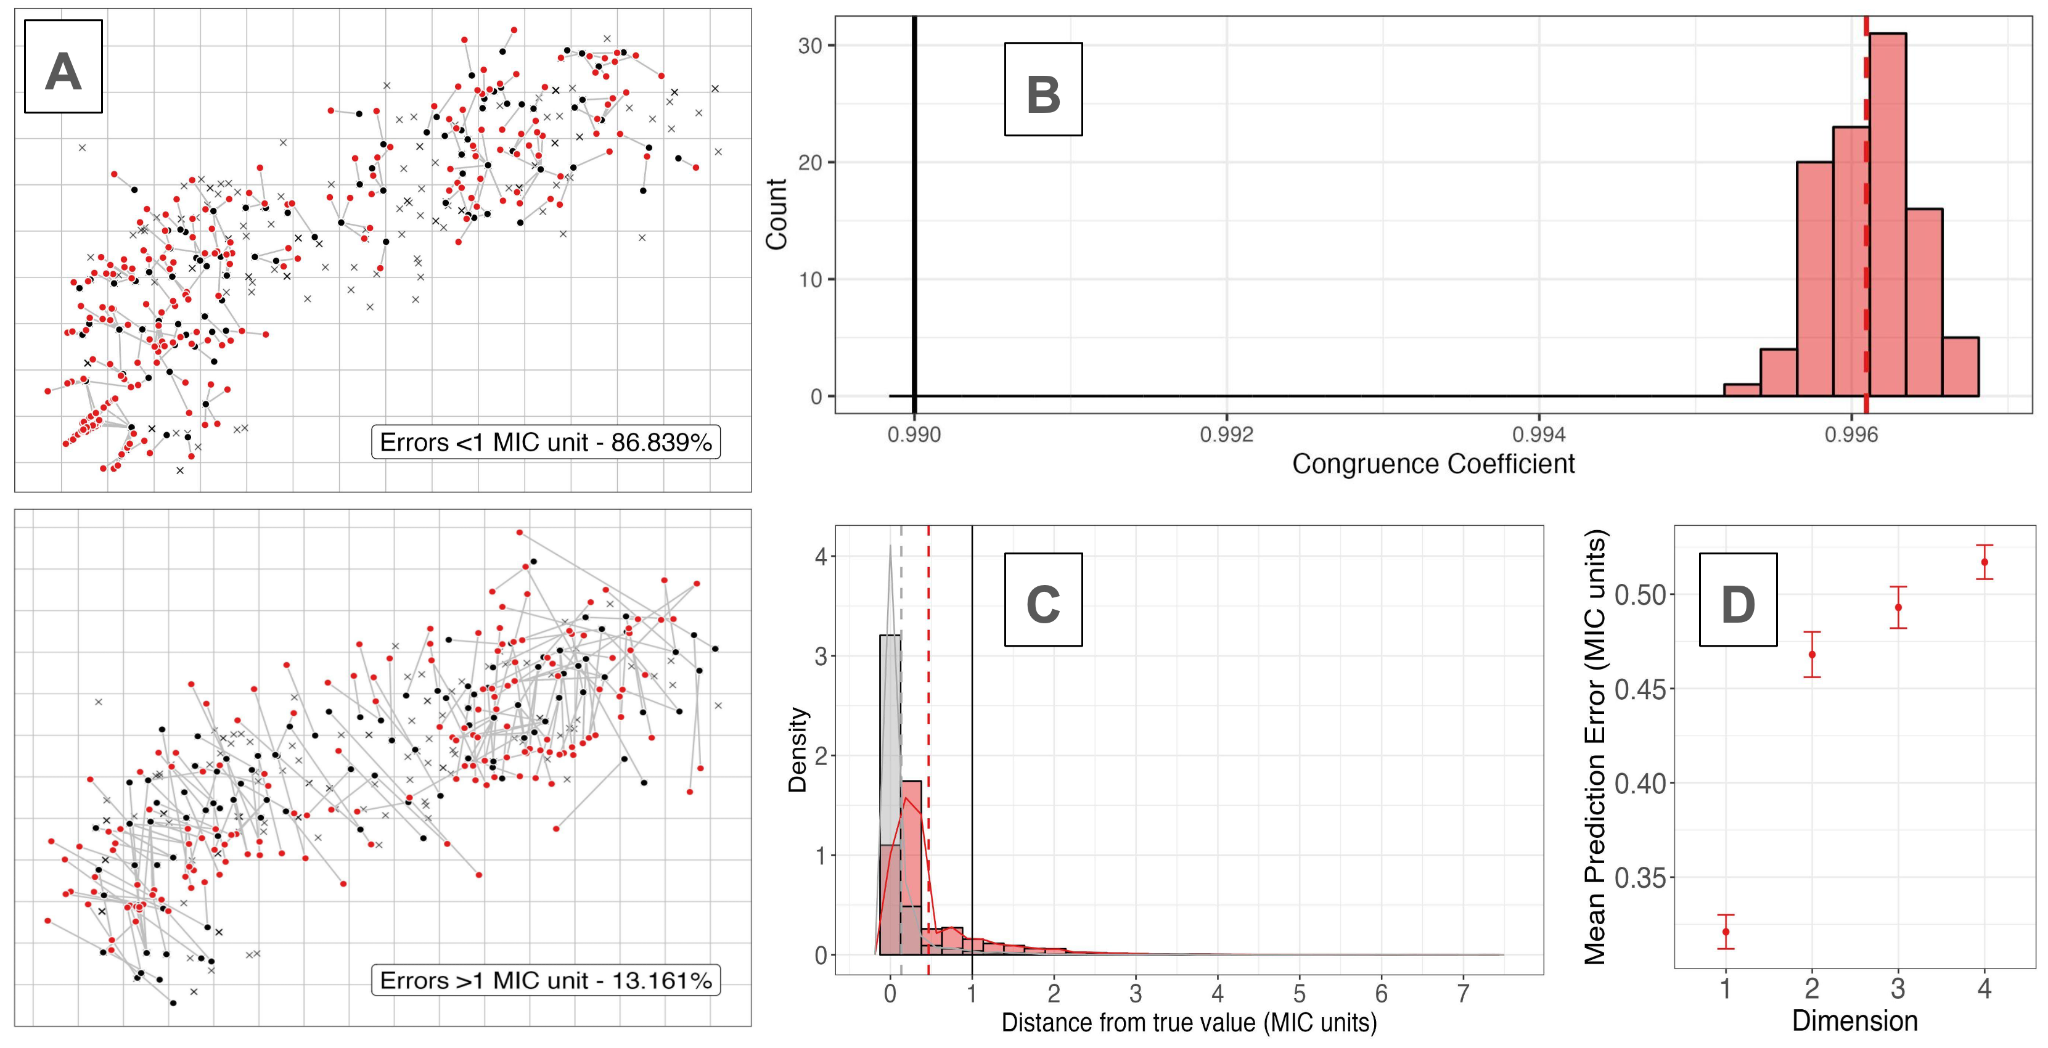 A
Errors <1 MIC unit - 86.839%
Errors >1 MIC unit - 13.161%
B
Count
30
20
10
0
0.990 0.992 0.994 0.996
Congruence Coefficient
C
Density
4
3
2
1
0
0 1 2 3 4 5 6 7
Distance from true value (MIC units)
D
Mean Prediction Error (MIC units)
0.50
0.45
0.40
0.35
1 2 3 4
Dimension